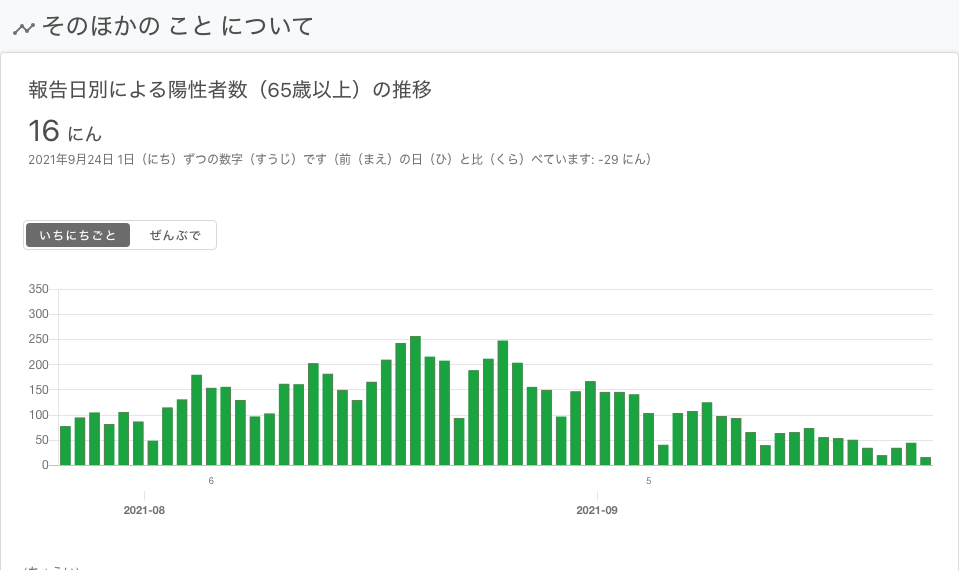 そのほかの こと について
報告日別による陽性者数（65歳以上）の推移
16 にん
2021年9月24日 1日（にち）ずつの数字（すうじ）です（前（まえ）の日（ひ）と比（くら）べています: -29 にん）
いちにちごと ぜんぶで
350
300
250
200
150
100
50
0
6 5
2021-08 2021-09